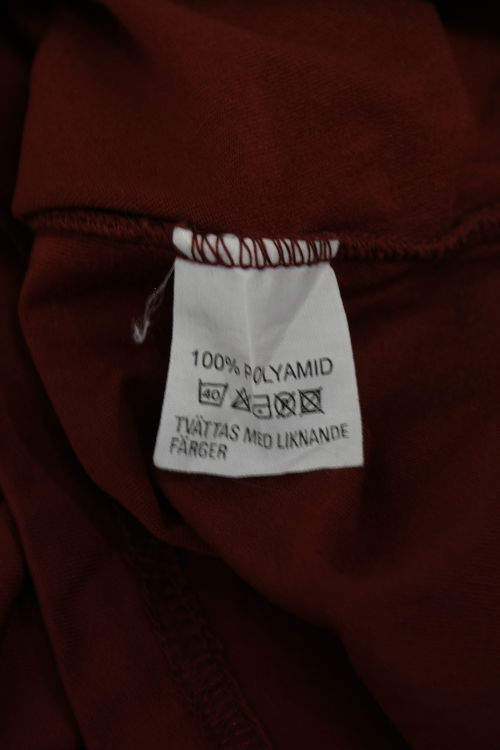 100% POLYAMID
40
TVÄTTAS MED LIKNANDE
FÄRGER